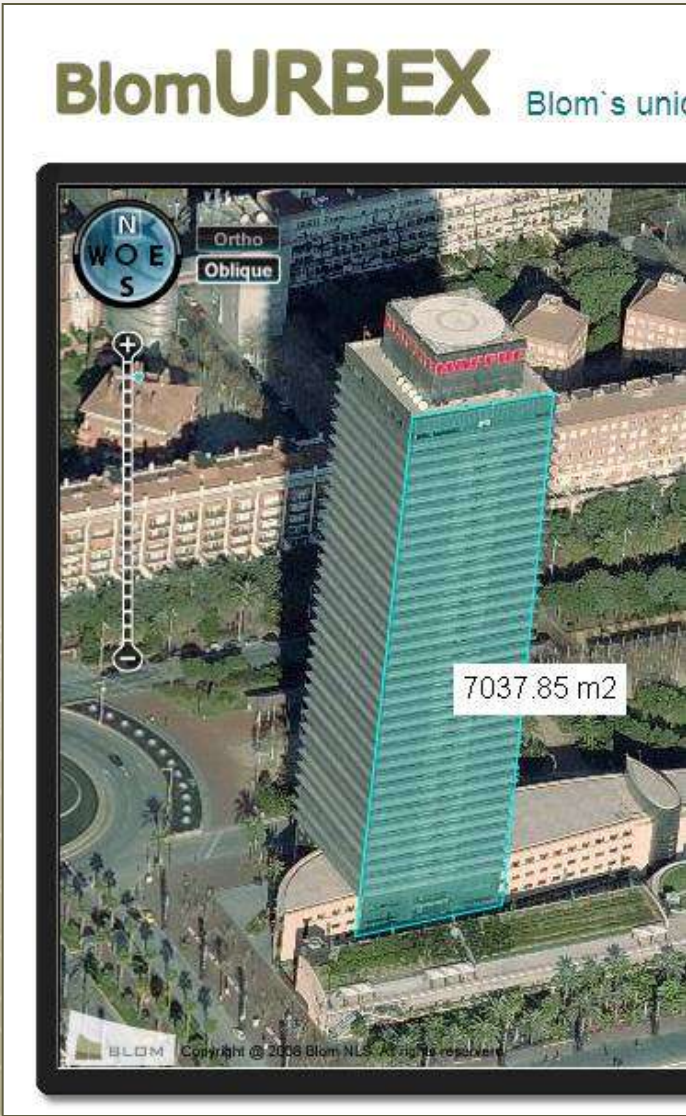 BlomURBEX
Blom`s unic
Ortho
Oblique
N
W O E
S
+
−
7037.85 m2
BLOM
Copyright @ 2008 Blom NLS. All rights reserved